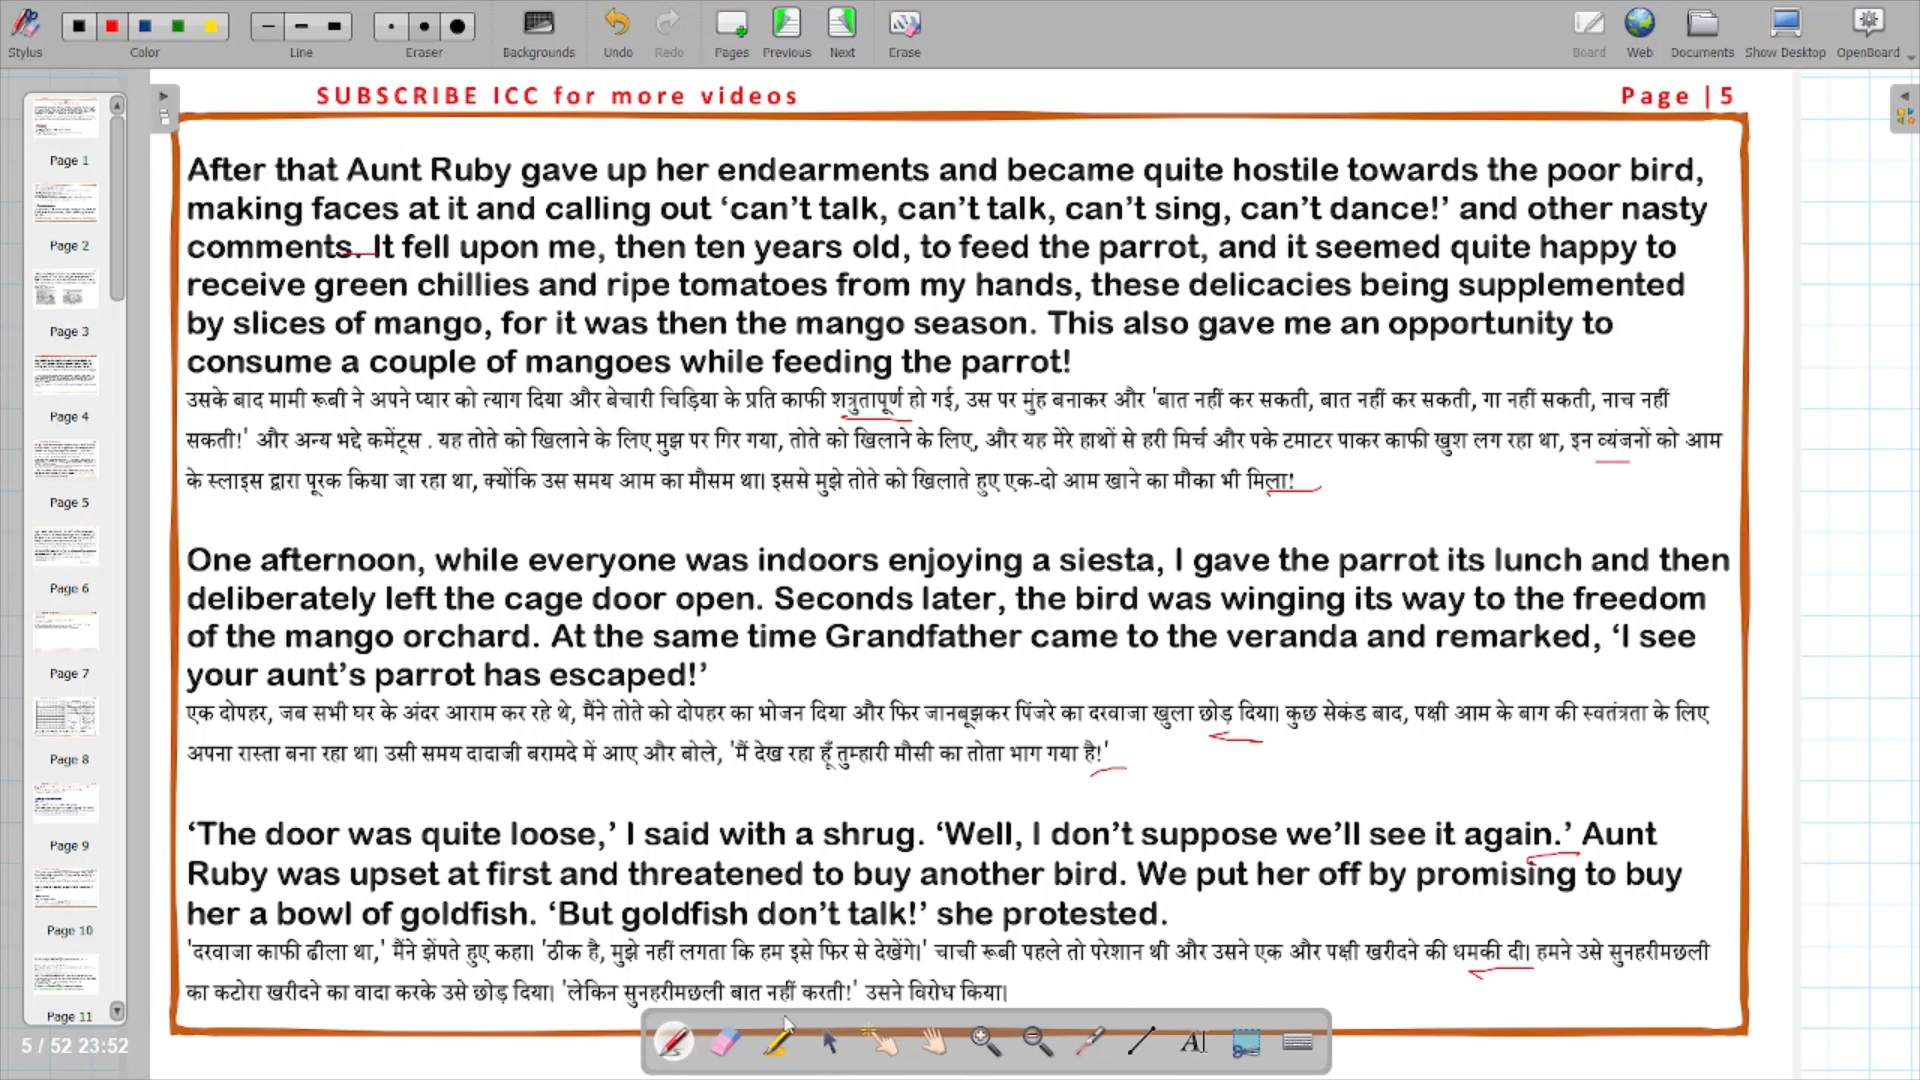 Stylus
Color
Line
Eraser
Backgrounds
Undo
Redo
Pages
Previous
Next
Erase
Board
Web
Documents
Show Desktop
OpenBoard
SUBSCRIBE ICC for more videos
Page | 5
After that Aunt Ruby gave up her endearments and became quite hostile towards the poor bird,
making faces at it and calling out ‘can’t talk, can’t talk, can’t sing, can’t dance!’ and other nasty
comments. It fell upon me, then ten years old, to feed the parrot, and it seemed quite happy to
receive green chillies and ripe tomatoes from my hands, these delicacies being supplemented
by slices of mango, for it was then the mango season. This also gave me an opportunity to
consume a couple of mangoes while feeding the parrot!
उसके बाद मामी रूबी ने अपने प्यार को त्याग दिया और बेचारी चिड़िया के प्रति काफी शत्रुतापूर्ण हो गई, उस पर मुंह बनाकर और 'बात नहीं कर सकती, बात नहीं कर सकती, गा नहीं सकती, नाच नहीं
सकती!' और अन्य भद्दे कमेंट्स . यह तोते को खिलाने के लिए मुझ पर गिर गया, तोते को खिलाने के लिए, और यह मेरे हाथों से हरी मिर्च और पके टमाटर पाकर काफी खुश लग रहा था, इन व्यंजनों को आम
के स्लाइस द्वारा पूरक किया जा रहा था, क्योंकि उस समय आम का मौसम था। इससे मुझे तोते को खिलाते हुए एक-दो आम खाने का मौका भी मिला!
One afternoon, while everyone was indoors enjoying a siesta, I gave the parrot its lunch and then
deliberately left the cage door open. Seconds later, the bird was winging its way to the freedom
of the mango orchard. At the same time Grandfather came to the veranda and remarked, ‘I see
your aunt’s parrot has escaped!’
एक दोपहर, जब सभी घर के अंदर आराम कर रहे थे, मैंने तोते को दोपहर का भोजन दिया और फिर जानबूझकर पिंजरे का दरवाजा खुला छोड़ दिया। कुछ सेकंड बाद, पक्षी आम के बाग की स्वतंत्रता के लिए
अपना रास्ता बना रहा था। उसी समय दादाजी बरामदे में आए और बोले, 'मैं देख रहा हूँ तुम्हारी मौसी का तोता भाग गया है!'
‘The door was quite loose,’ I said with a shrug. ‘Well, I don’t suppose we’ll see it again.’ Aunt
Ruby was upset at first and threatened to buy another bird. We put her off by promising to buy
her a bowl of goldfish. ‘But goldfish don’t talk!’ she protested.
'दरवाजा काफी ढीला था,' मैंने झेंपते हुए कहा। 'ठीक है, मुझे नहीं लगता कि हम इसे फिर से देखेंगे।' चाची रूबी पहले तो परेशान थी और उसने एक और पक्षी खरीदने की धमकी दी। हमने उसे सुनहरीमछली
का कटोरा खरीदने का वादा करके उसे छोड़ दिया। 'लेकिन सुनहरीमछली बात नहीं करती!' उसने विरोध किया।
Page 1
Page 2
Page 3
Page 4
Page 5
Page 6
Page 7
Page 8
Page 9
Page 10
Page 11
5 / 52 23:52